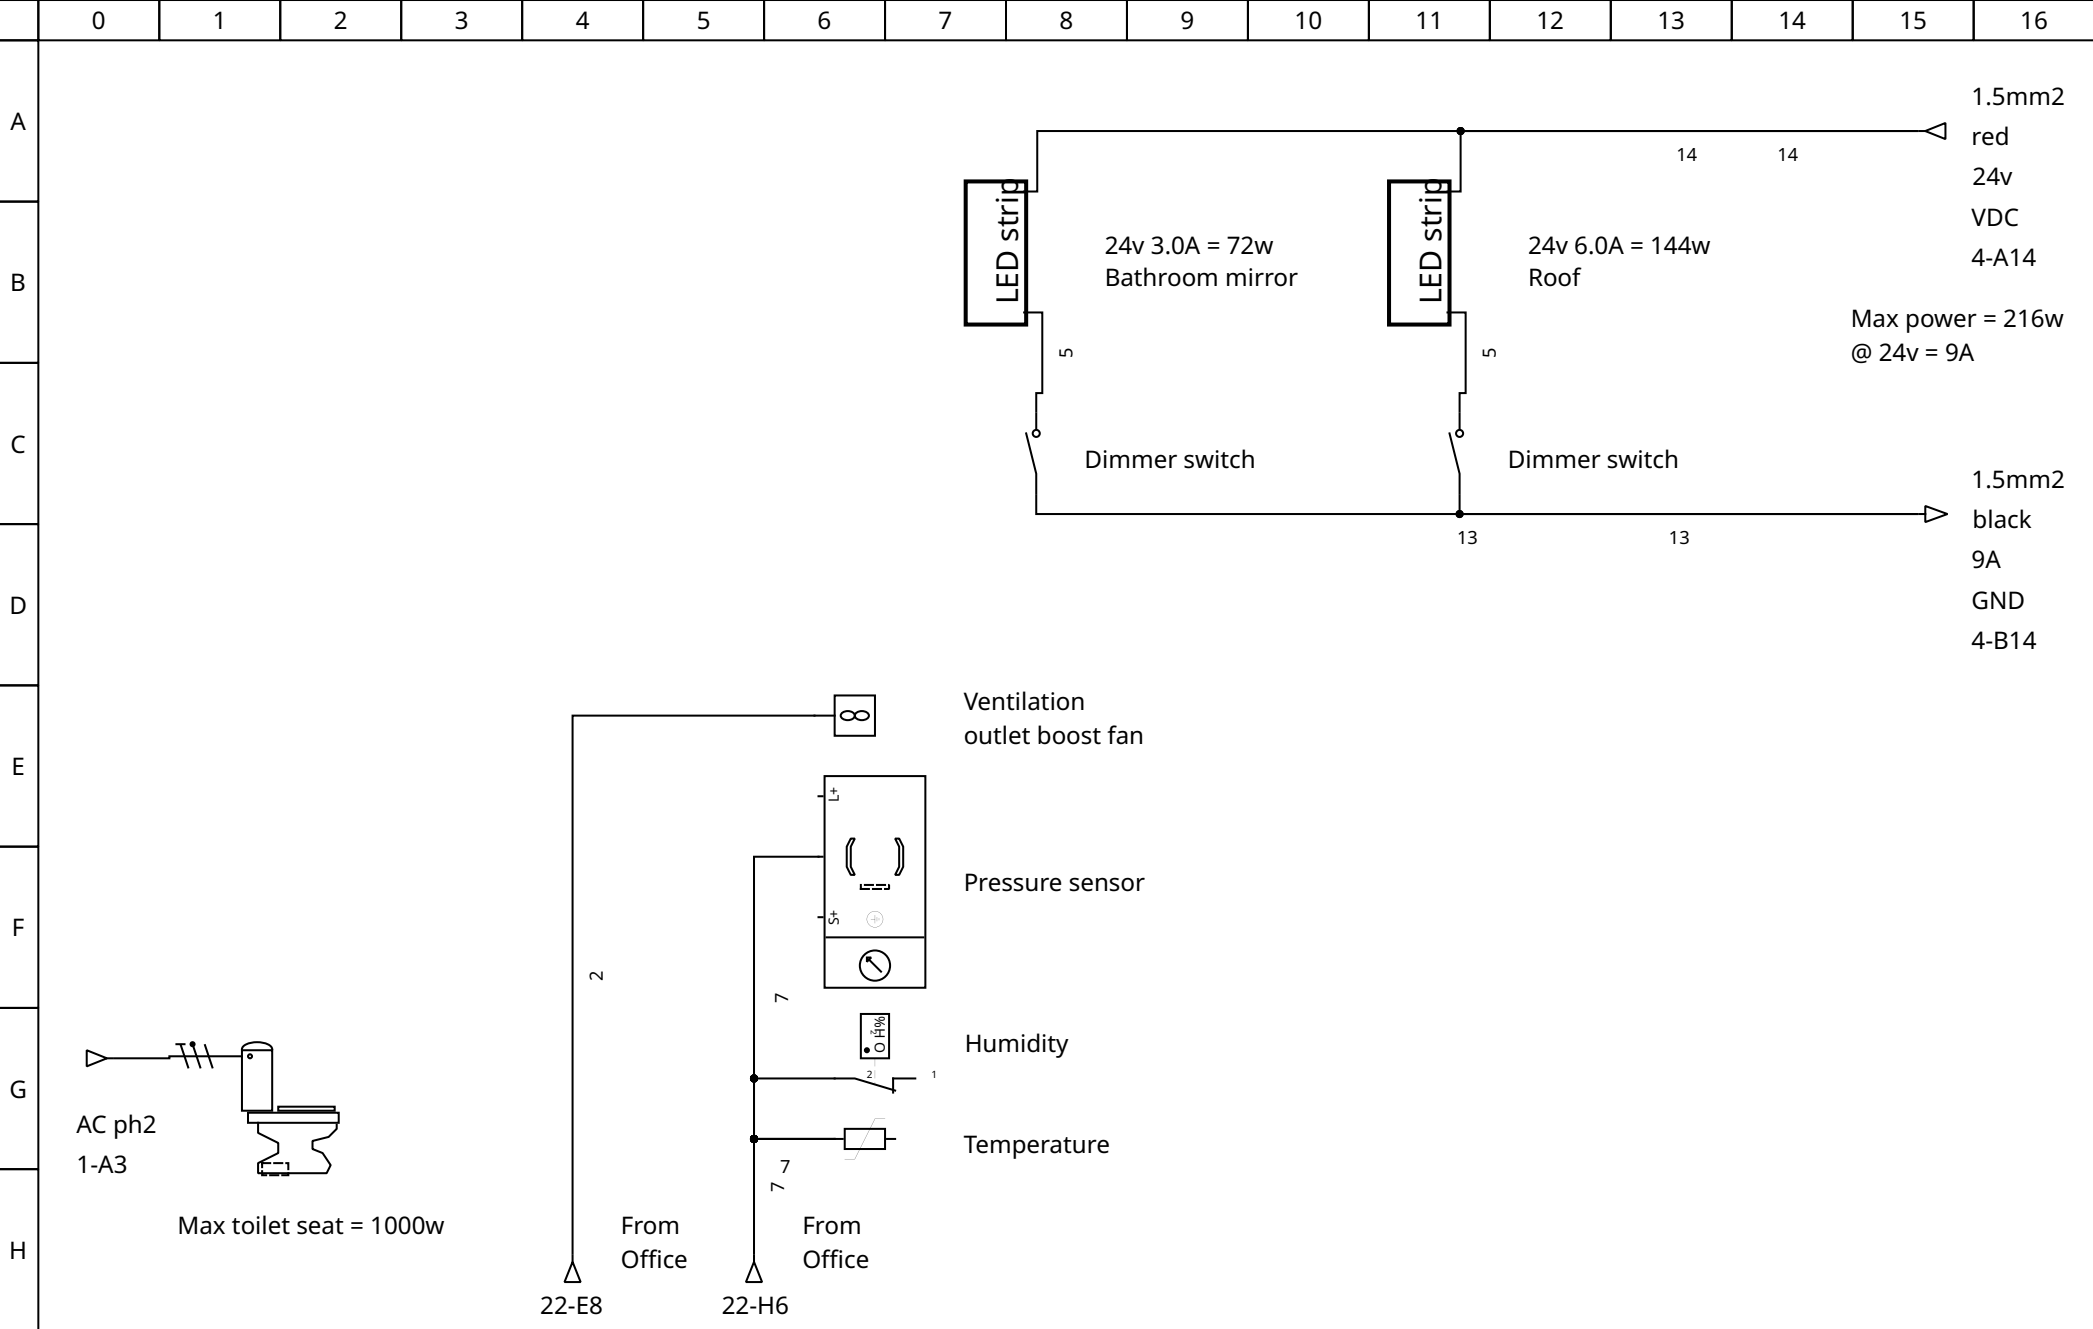 0 1 2 3 4 5 6 7 8 9 10 11 12 13 14 15 16
A
B
C
D
E
F
G
H
1.5mm2
red
24v
VDC
4-A14
14 14
LED strip
24v 3.0A = 72w
Bathroom mirror
LED strip
24v 6.0A = 144w
Roof
Max power = 216w
@ 24v = 9A
5
5
Dimmer switch
Dimmer switch
13 13
1.5mm2
black
9A
GND
4-B14
Ventilation
outlet boost fan
L+
S+
Pressure sensor
2
7
H%
2
O
Humidity
2 1
Temperature
7
7
AC ph2
1-A3
Max toilet seat = 1000w
From
Office
22-E8
From
Office
22-H6